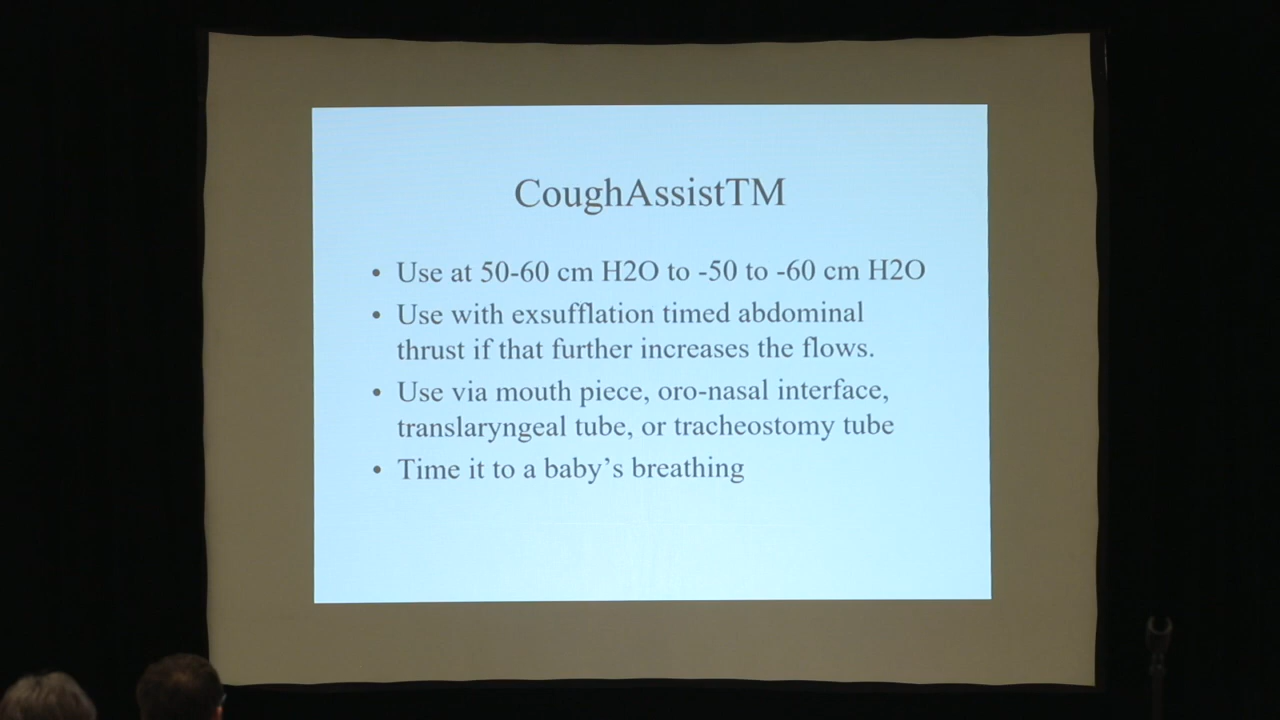 CoughAssistTM
• Use at 50-60 cm H2O to -50 to -60 cm H2O
• Use with exsufflation timed abdominal
thrust if that further increases the flows.
• Use via mouth piece, oro-nasal interface,
translaryngeal tube, or tracheostomy tube
• Time it to a baby’s breathing